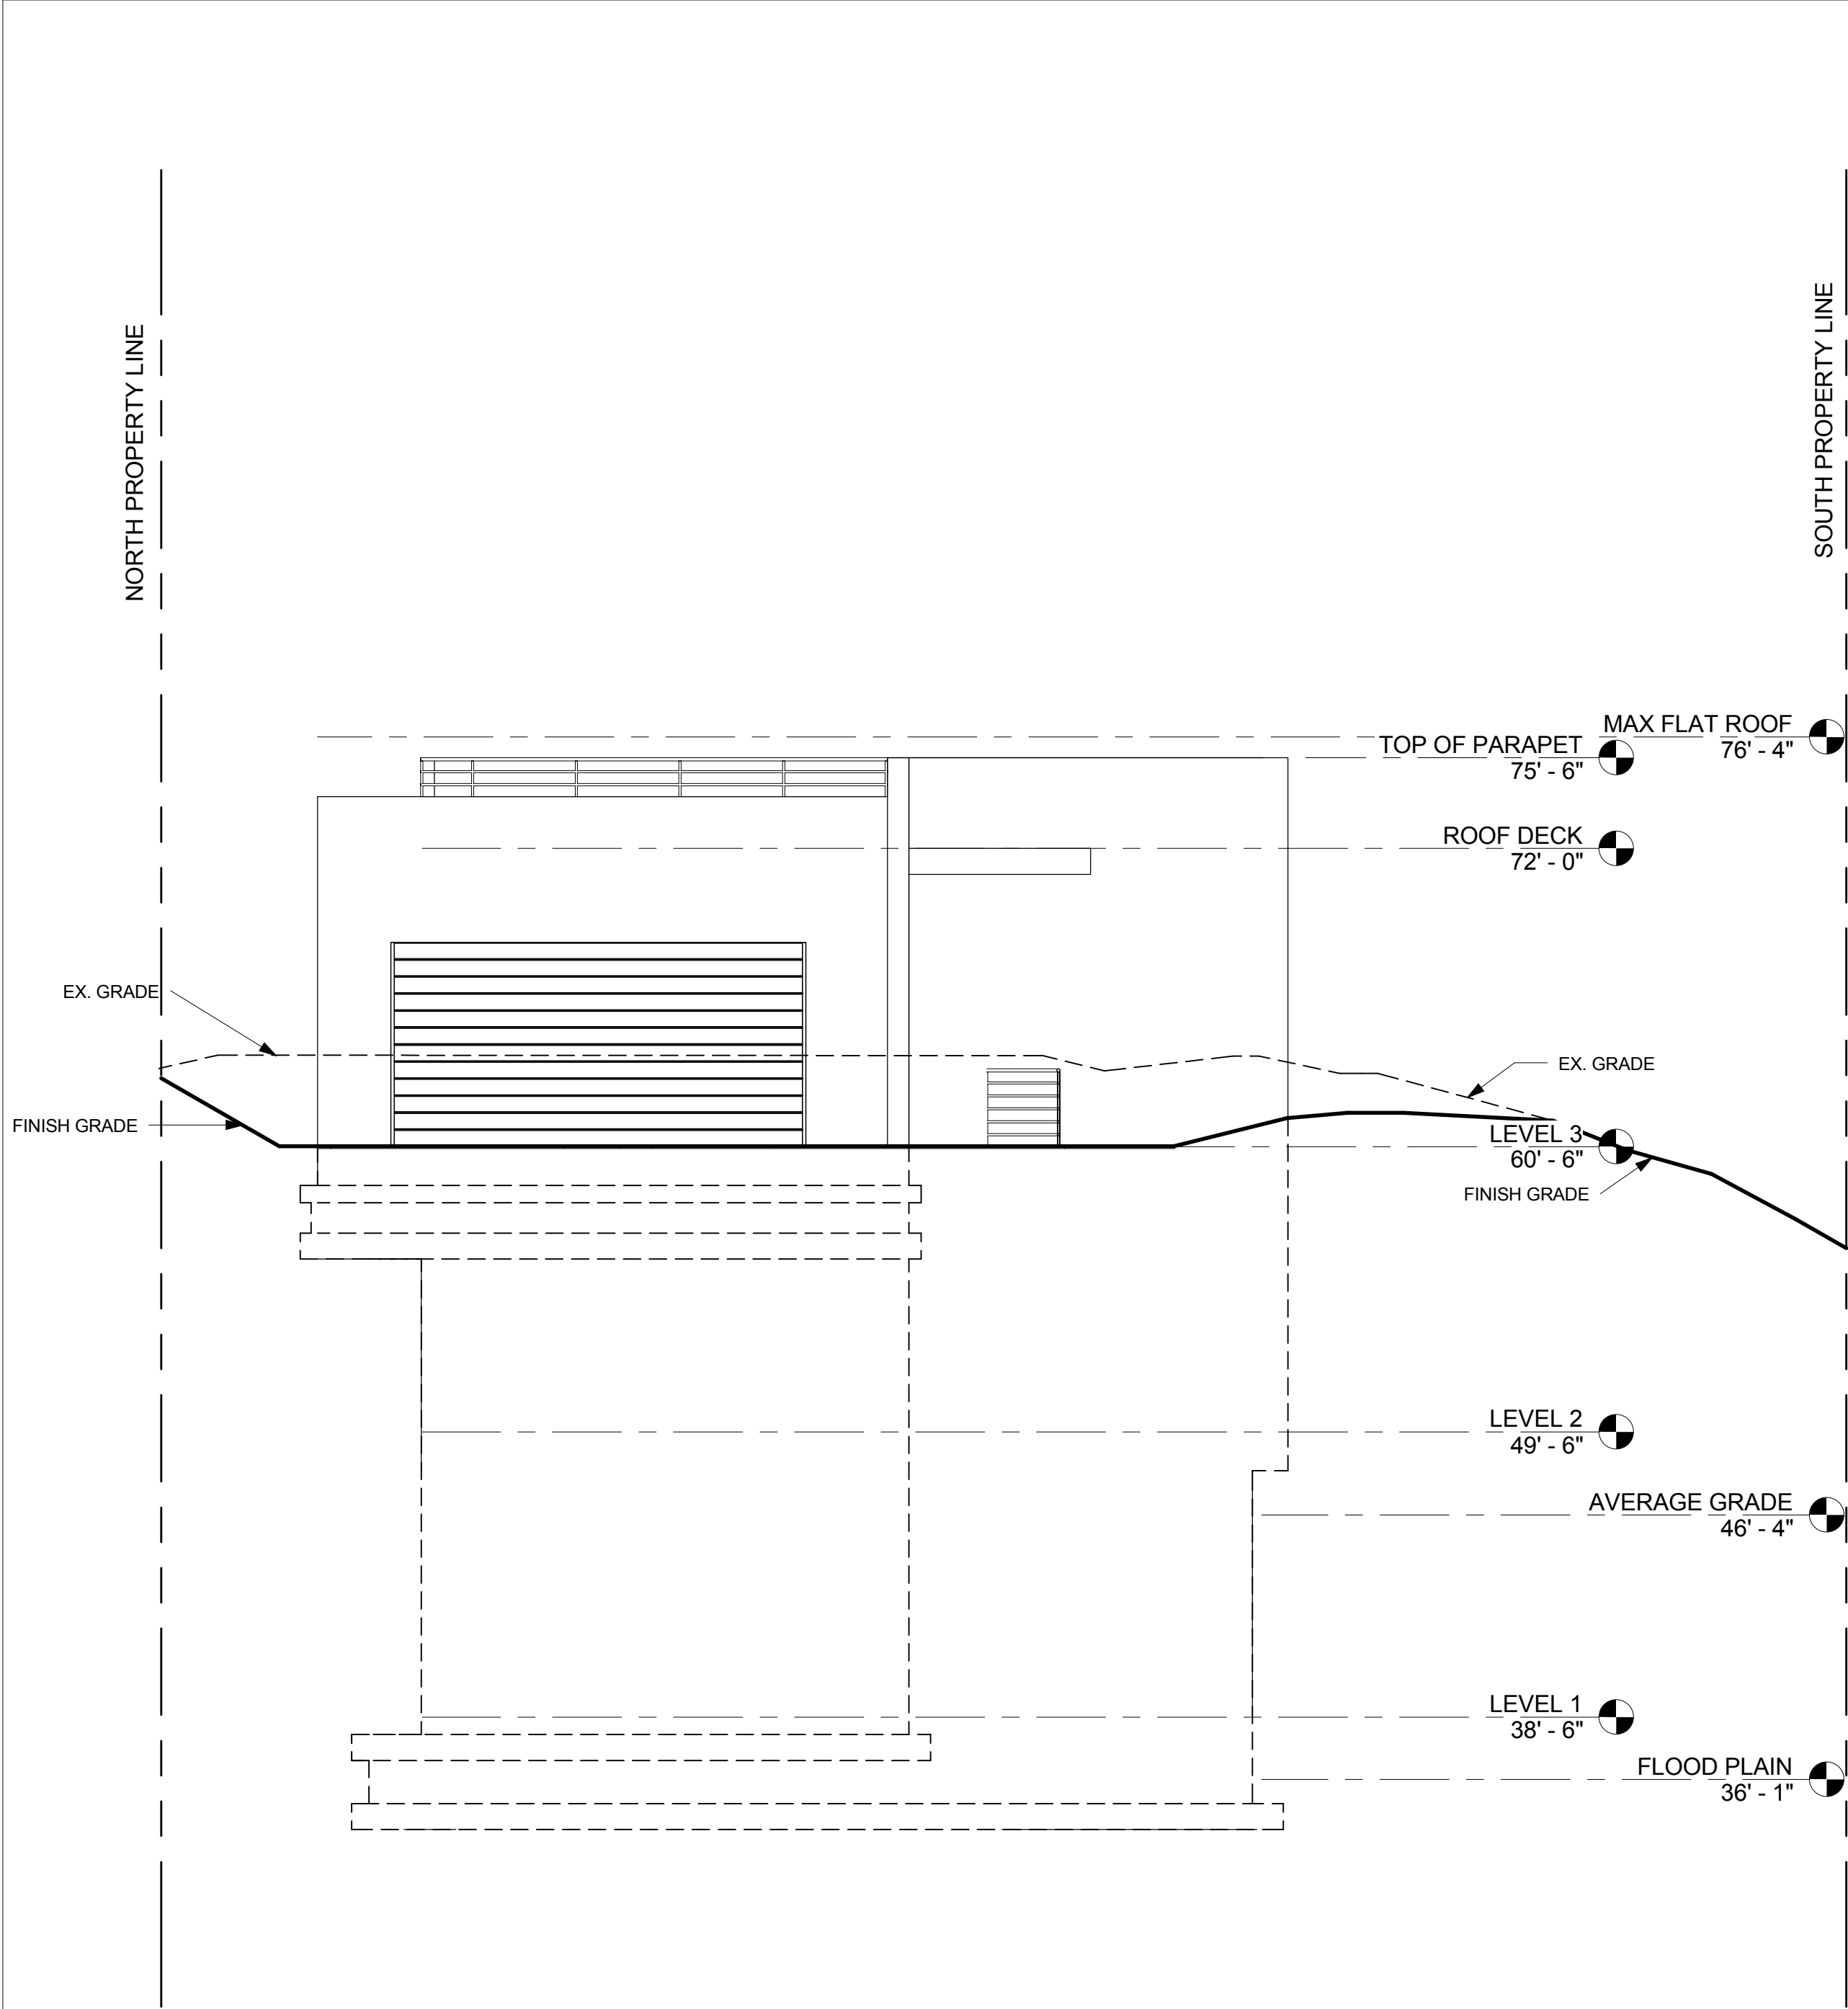 NORTH PROPERTY LINE
SOUTH PROPERTY LINE
MAX FLAT ROOF
76' - 4"
TOP OF PARAPET
75' - 6"
ROOF DECK
72' - 0"
EX. GRADE
EX. GRADE
FINISH GRADE
LEVEL 3
60' - 6"
FINISH GRADE
LEVEL 2
49' - 6"
AVERAGE GRADE
46' - 4"
LEVEL 1
38' - 6"
FLOOD PLAIN
36' - 1"